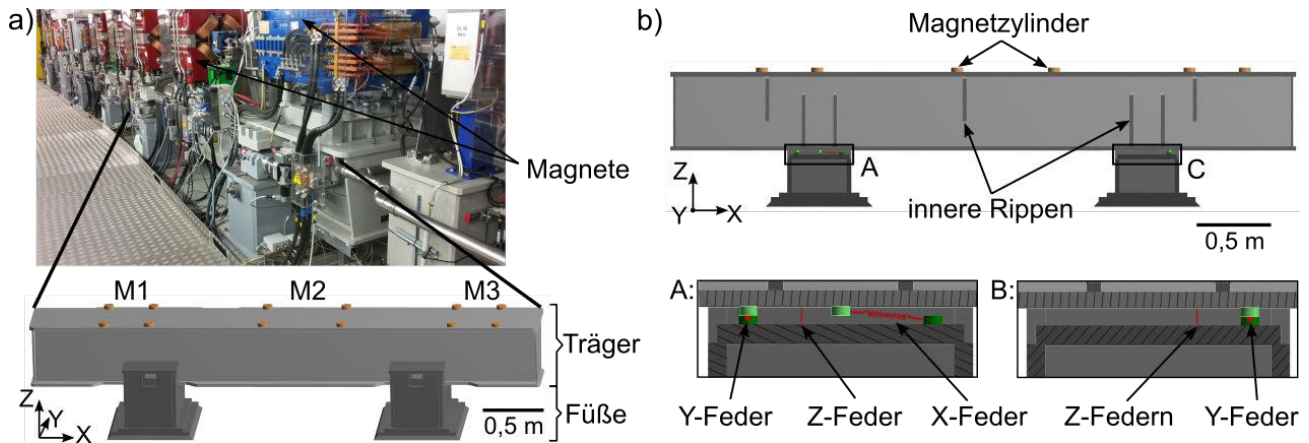 a)
Magnete
M1 M2 M3
Träger
Füße
Z
Y
X
0,5 m
b)
Magnetzylinder
A
C
Z
Y X
innere Rippen
0,5 m
A:
B:
Y-Feder Z-Feder X-Feder
Z-Federn Y-Feder